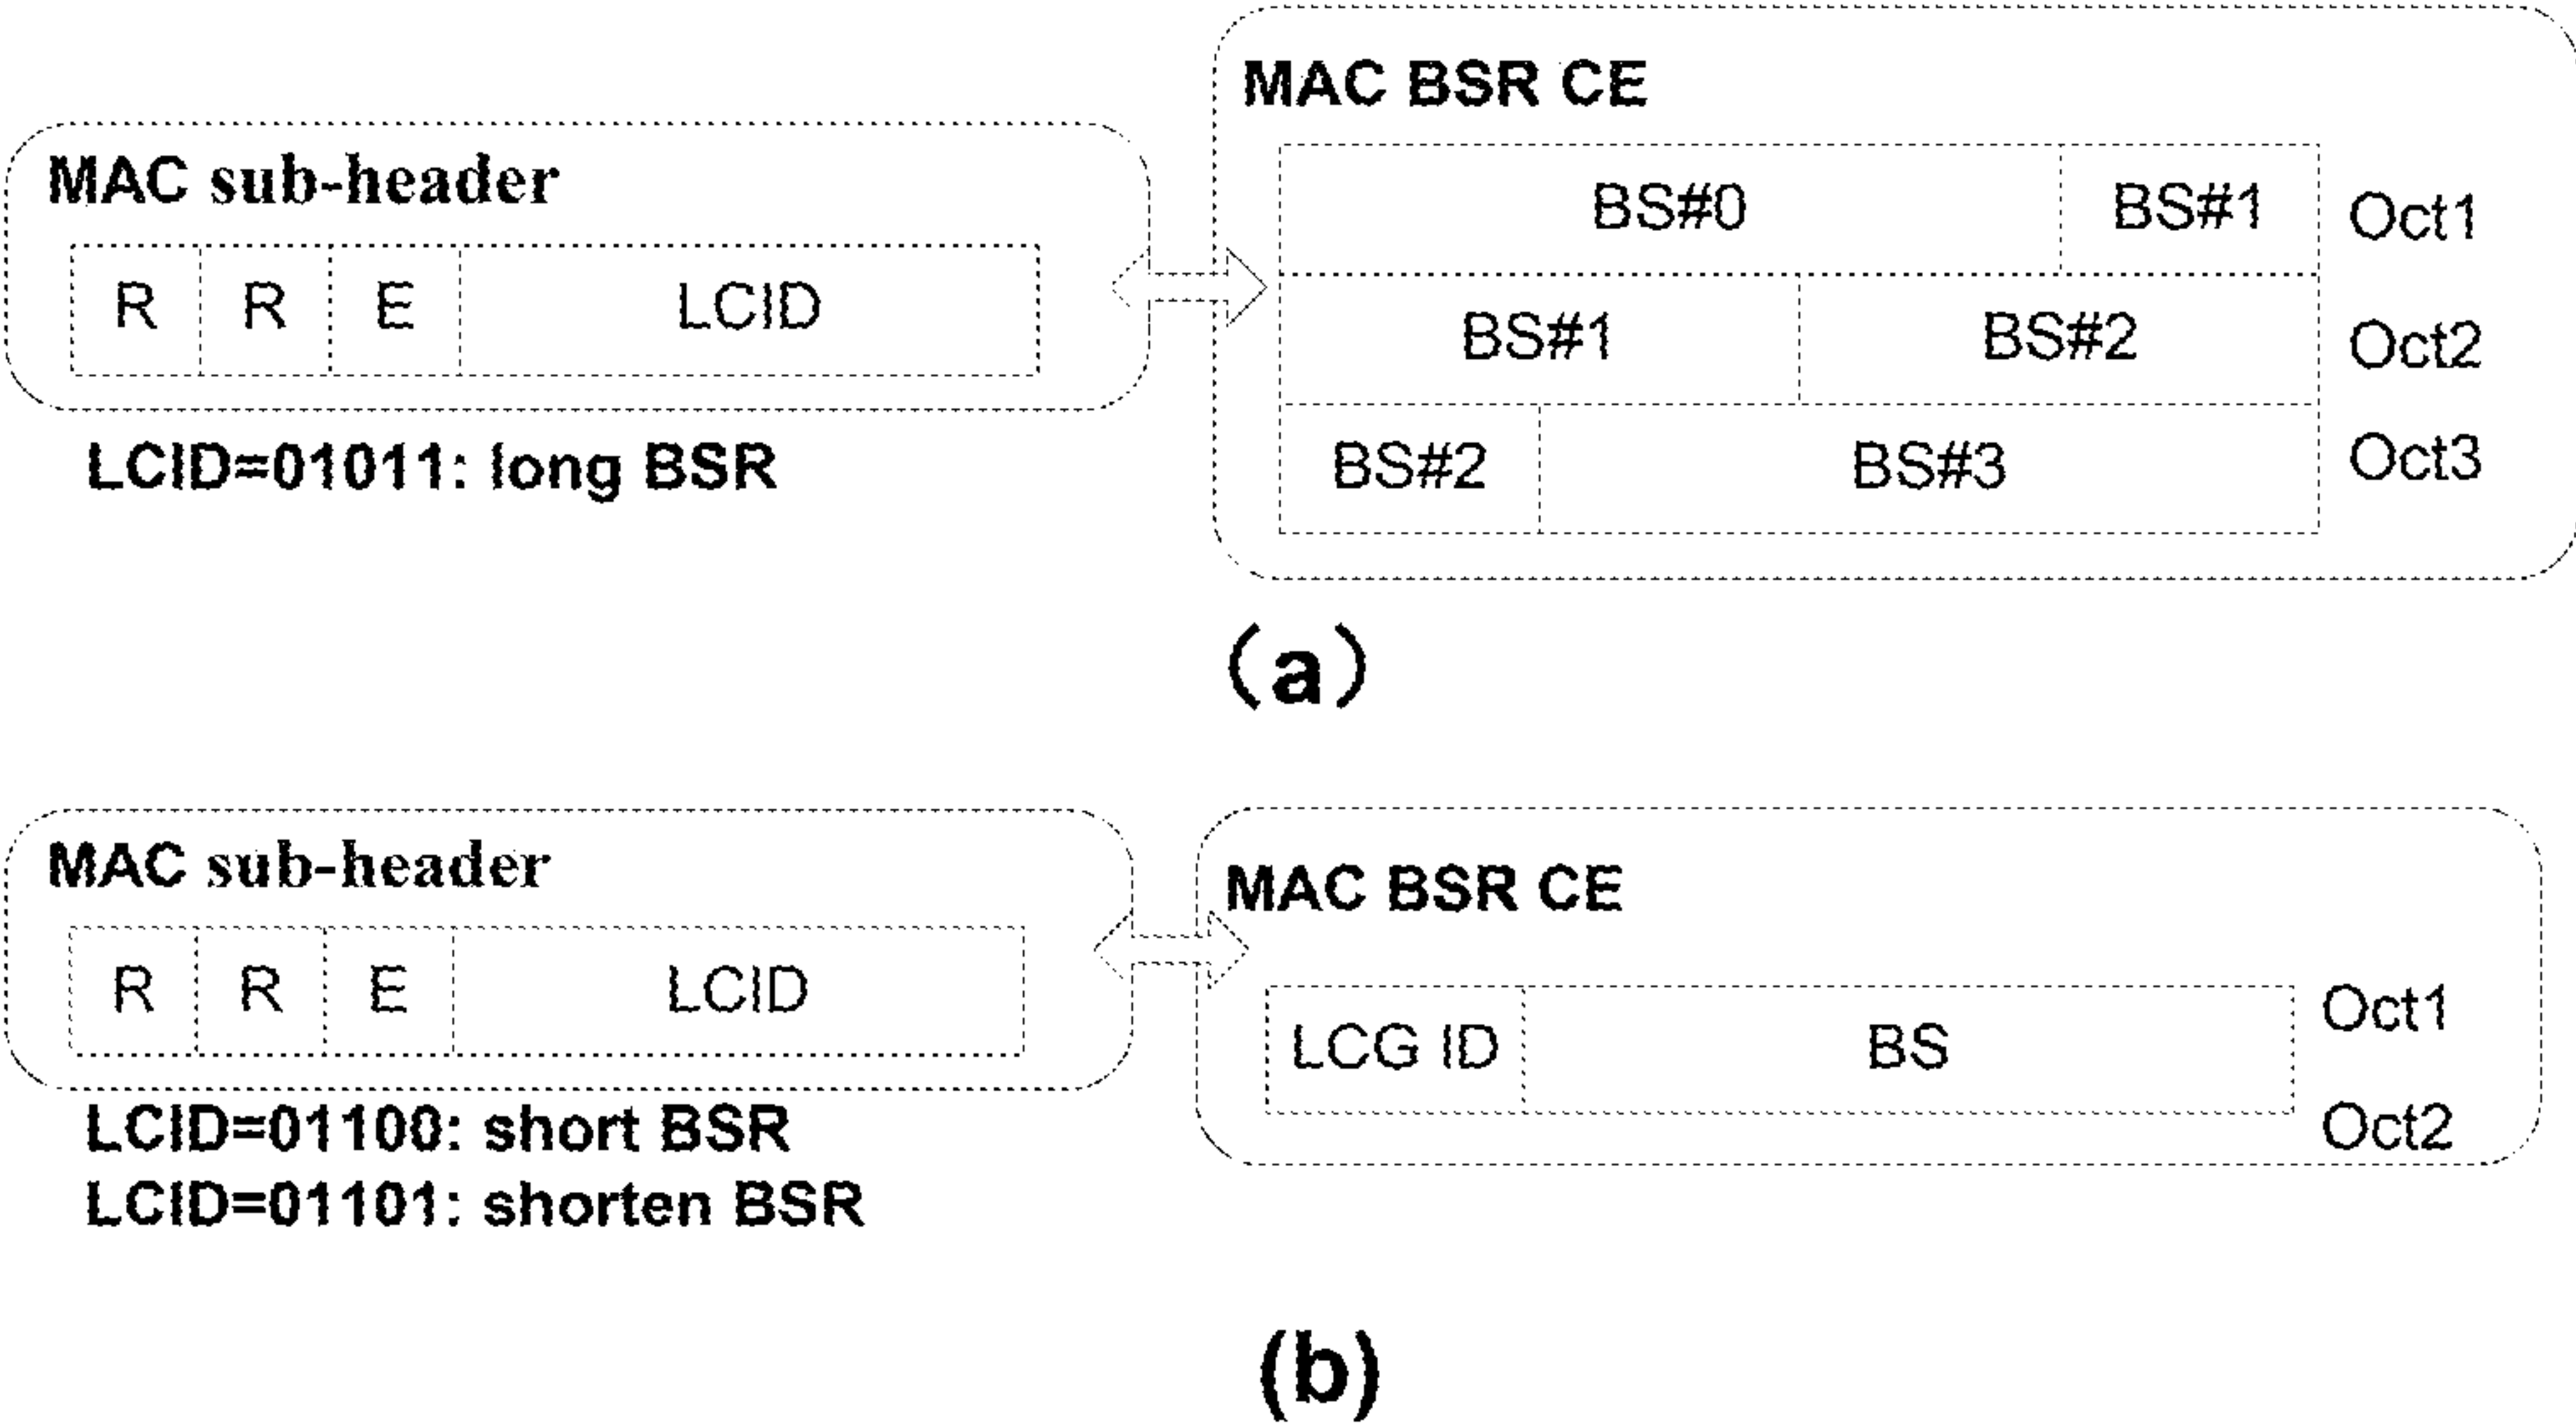 MAC sub-header
R R E LCID
LCID=01011: long BSR
MAC BSR CE
BS#0 BS#1 Oct1
BS#1 BS#2 Oct2
BS#2 BS#3 Oct3
(a)
MAC sub-header
R R E LCID
LCID=01100: short BSR
LCID=01101: shorten BSR
MAC BSR CE
LCG ID BS Oct1
Oct2
(b)